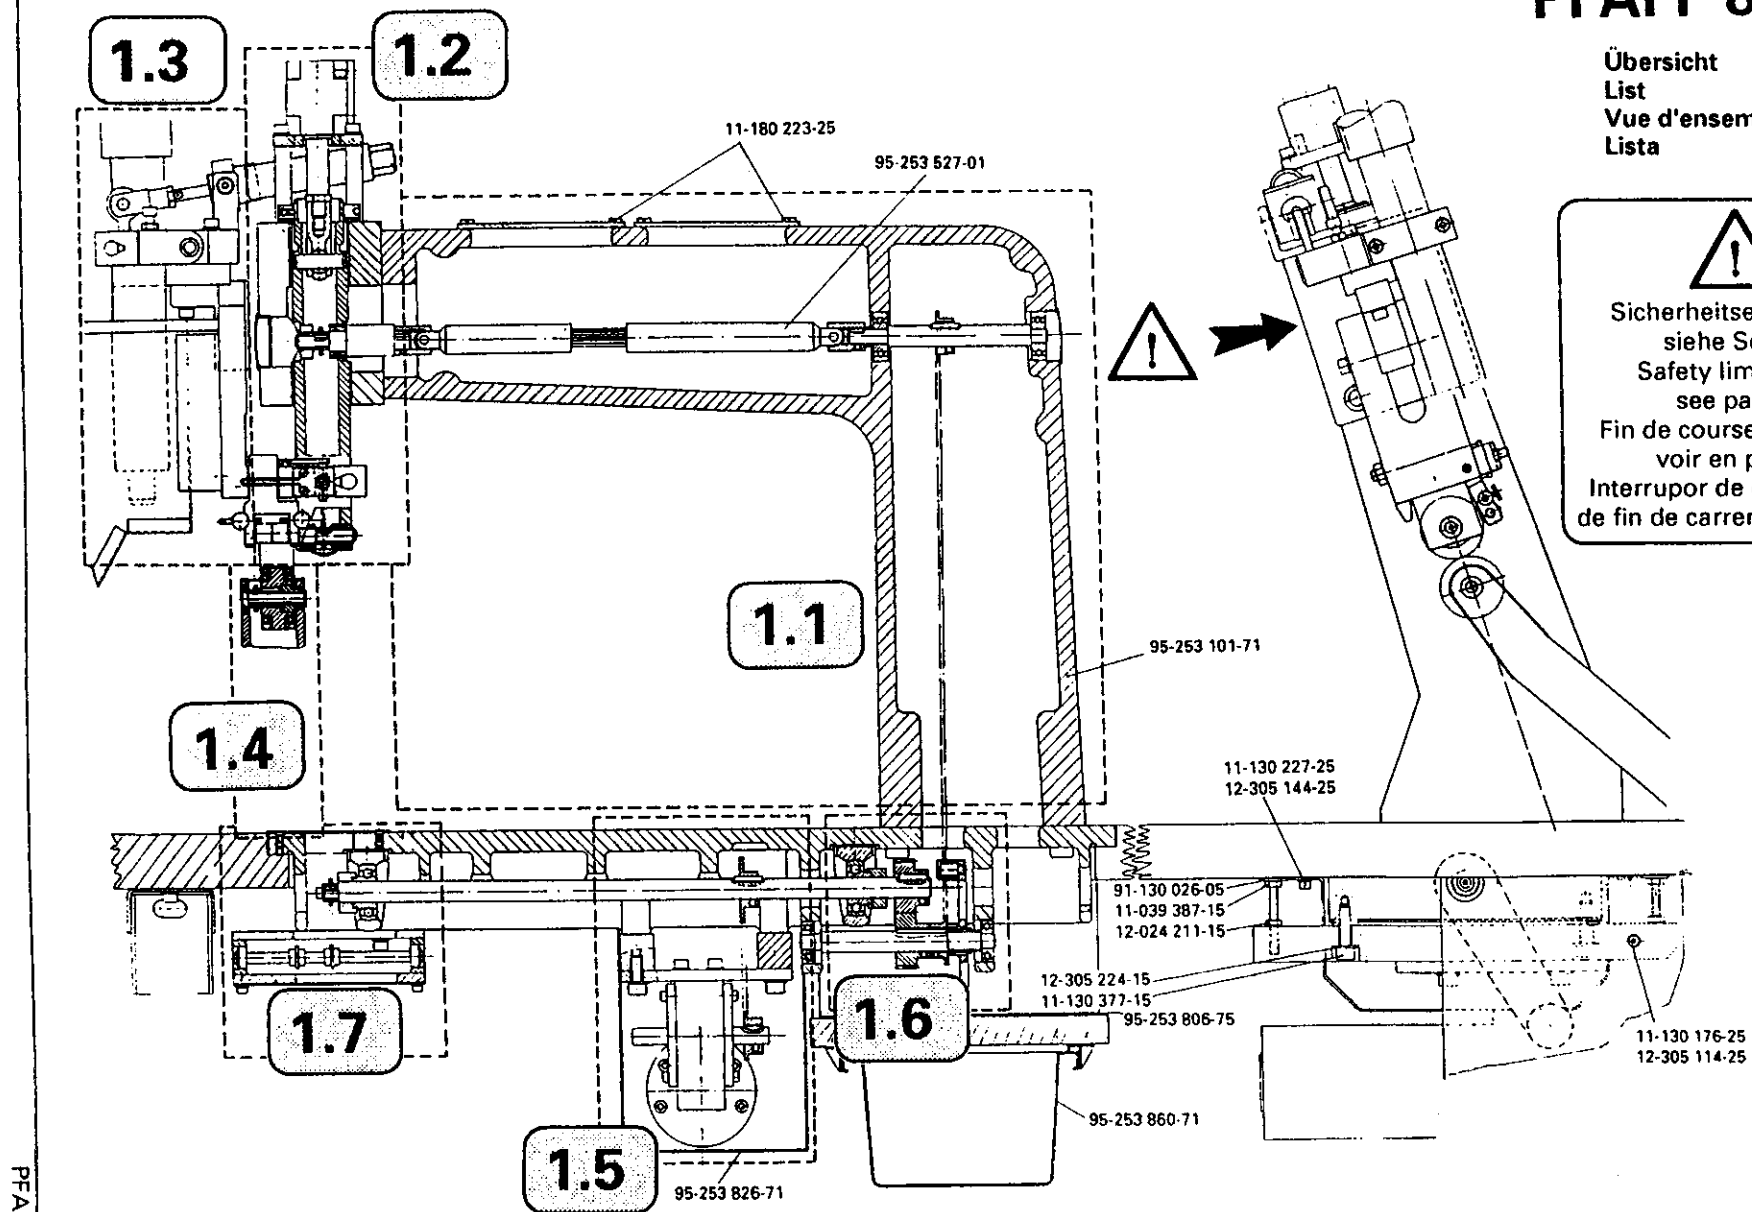 1.3
1.2
PFAFF 8
Übersicht
List
Vue d'ensem
Lista
11-180 223-25
95-253 527-01
!
!
Sicherheitse
siehe Se
Safety lim
see pa
Fin de course
voir en p
Interrupor de
de fin de carrer
1.1
95-253 101-71
1.4
11-130 227-25
12-305 144-25
91-130 026-05
11-039 387-15
12-024 211-15
12-305 224-15
11-130 377-15
95-253 806-75
1.7
1.6
11-130 176-25
12-305 114-25
95-253 860-71
1.5
95-253 826-71
PFA